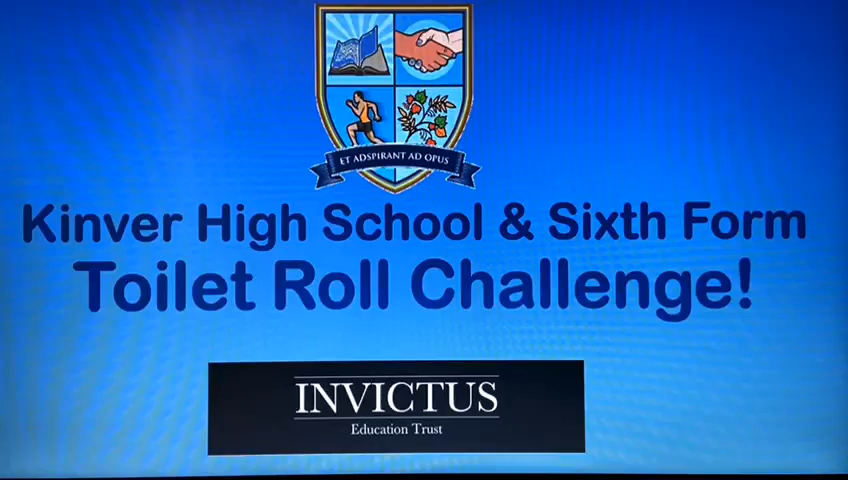 ET ADSPIRANT AD OPUS
Kinver High School & Sixth Form
Toilet Roll Challenge!
INVICTUS
Education Trust